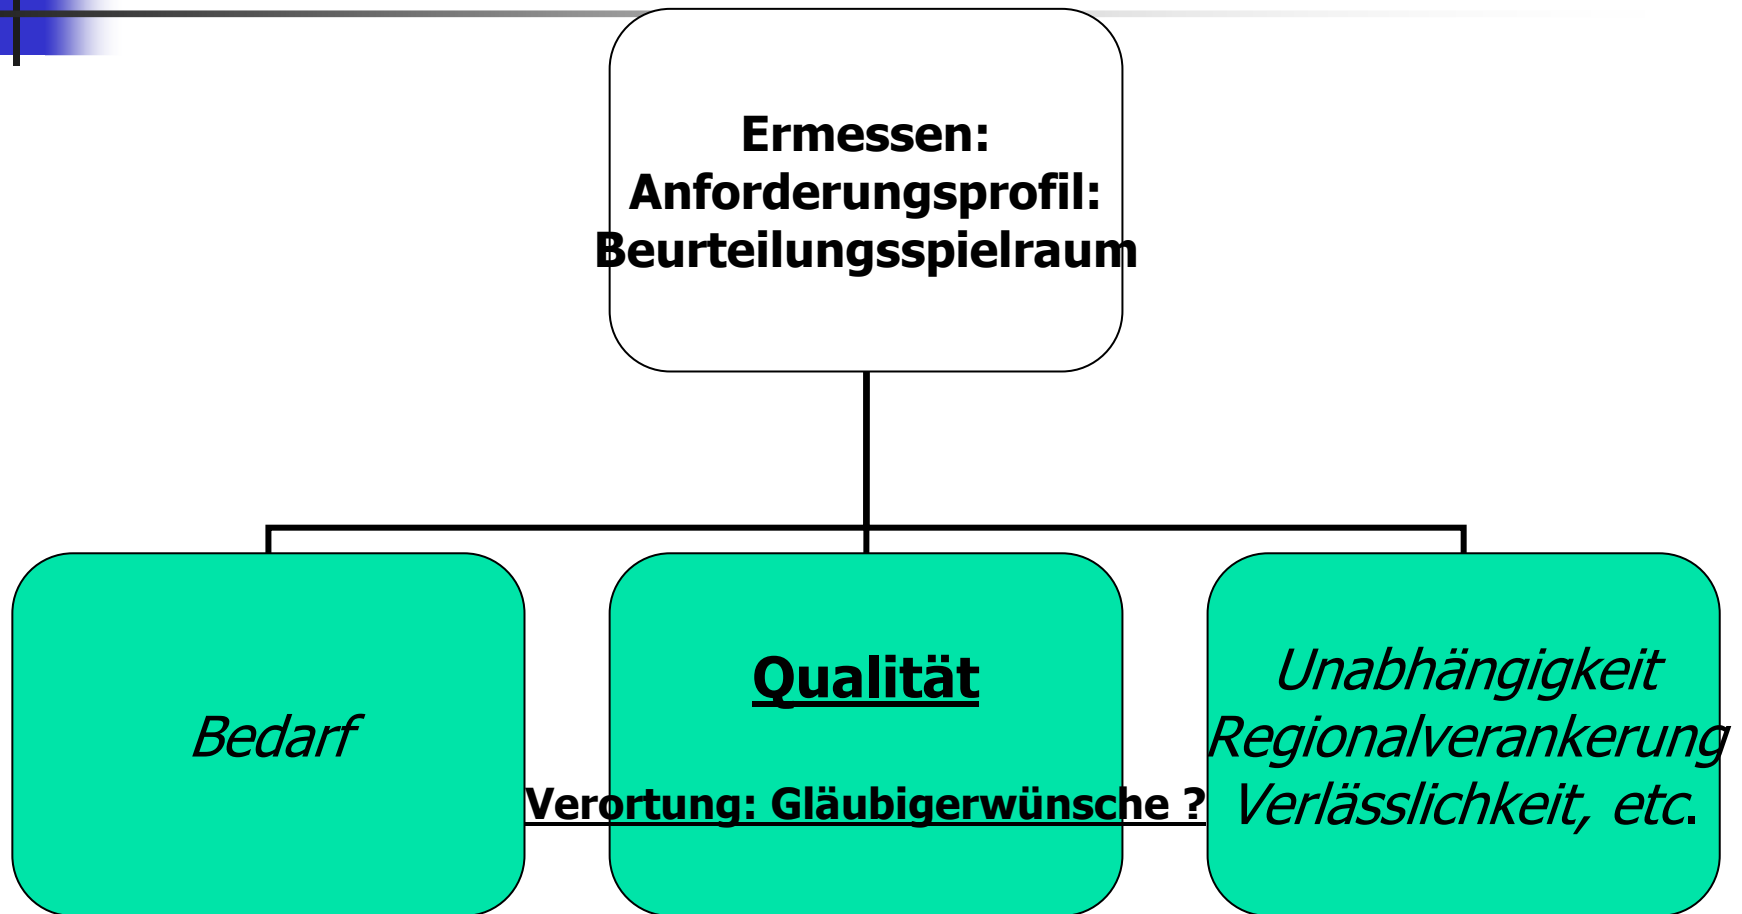 Ermessen:
Anforderungsprofil:
Beurteilungsspielraum
Bedarf
Qualität
Verortung: Gläubigerwünsche ?
Unabhängigkeit
Regionalverankerung
Verlässlichkeit, etc.